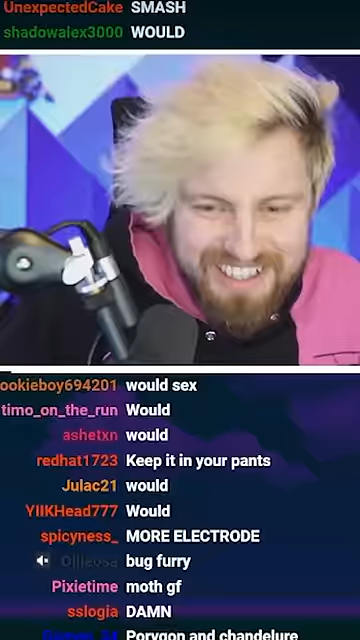 UnexpectedCake SMASH
shadowalex3000 WOULD
ookieboy694201 would sex
timo_on_the_run Would
ashetxn would
redhat1723 Keep it in your pants
Julac21 would
YIIKHead777 Would
spicyness_ MORE ELECTRODE
bug furry
Pixietime moth gf
sslogia DAMN
Porygon and chandelure